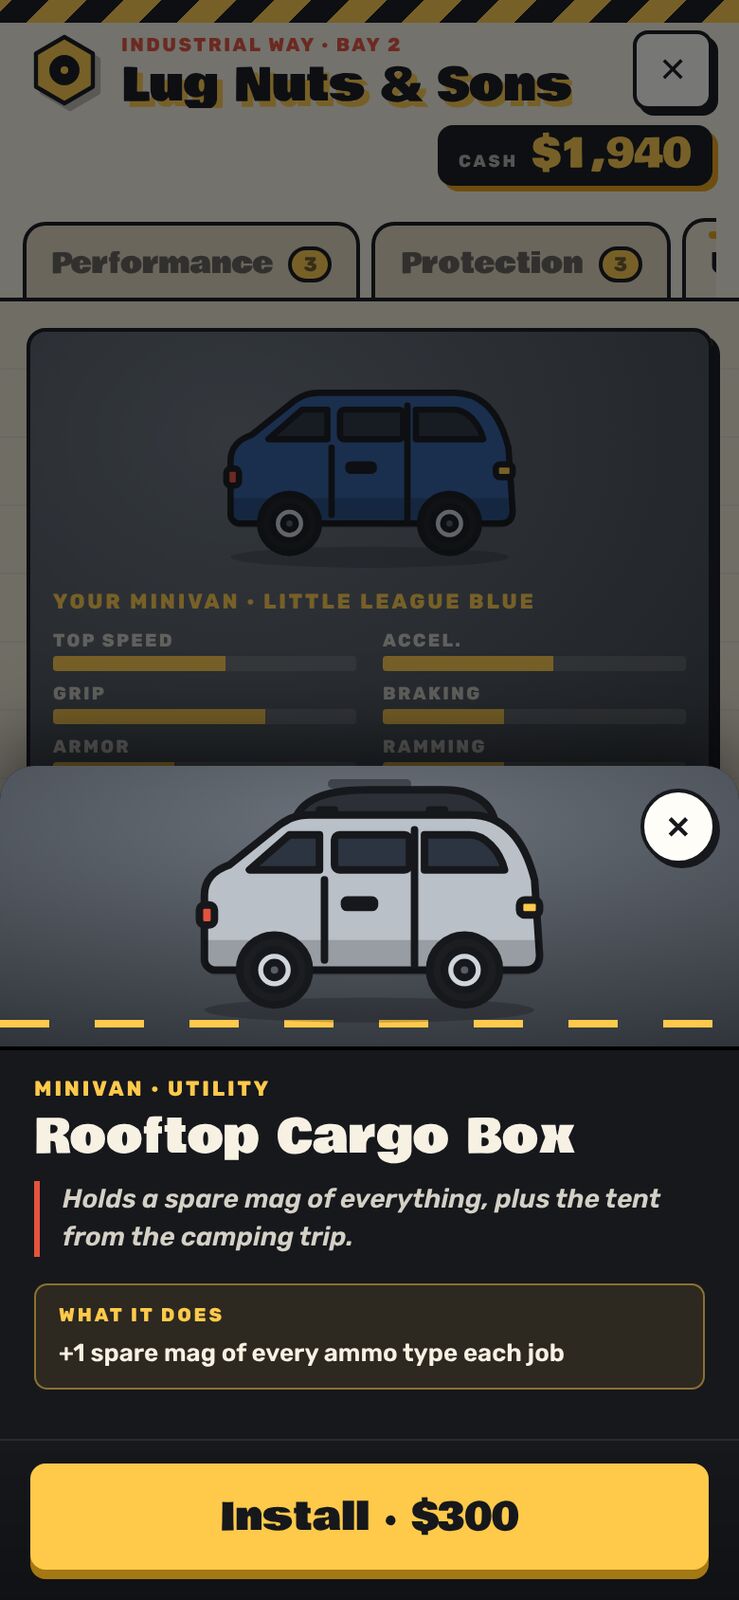 INDUSTRIAL WAY • BAY 2
Lug Nuts & Sons
×
CASH $1,940
Performance 3
Protection 3
YOUR MINIVAN • LITTLE LEAGUE BLUE
TOP SPEED
ACCEL.
GRIP
BRAKING
ARMOR
RAMMING
×
MINIVAN • UTILITY
Rooftop Cargo Box
Holds a spare mag of everything, plus the tent
from the camping trip.
WHAT IT DOES
+1 spare mag of every ammo type each job
Install • $300